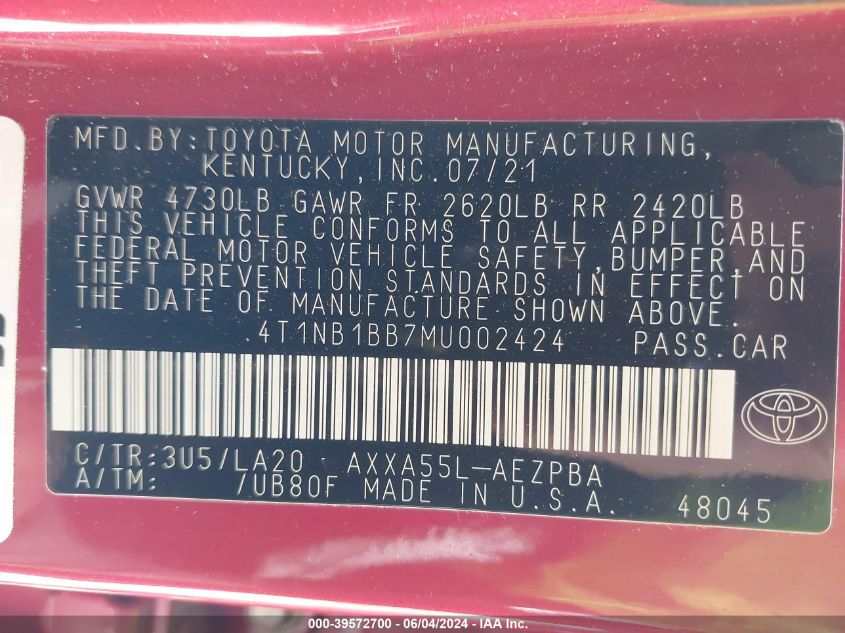 MFD.BY:TOYOTA MOTOR MANUFACTURING,
KENTUCKY,INC.07/21
GVWR 4730LB GAWR FR 2620LB RR 2420LB
THIS VEHICLE CONFORMS TO ALL APPLICABLE
FEDERAL MOTOR VEHICLE SAFETY,BUMPER,AND
THEFT PREVENTION STANDARDS IN EFFECT ON
THE DATE OF MANUFACTURE SHOWN ABOVE.
4T1NB1BB7MU002424 PASS.CAR
C/TR:3U5/LA20 AXXA55L-AEZPBA
A/TM: /UB80F MADE IN U.S.A. 48045
000-39572700 - 06/04/2024 - IAA Inc.